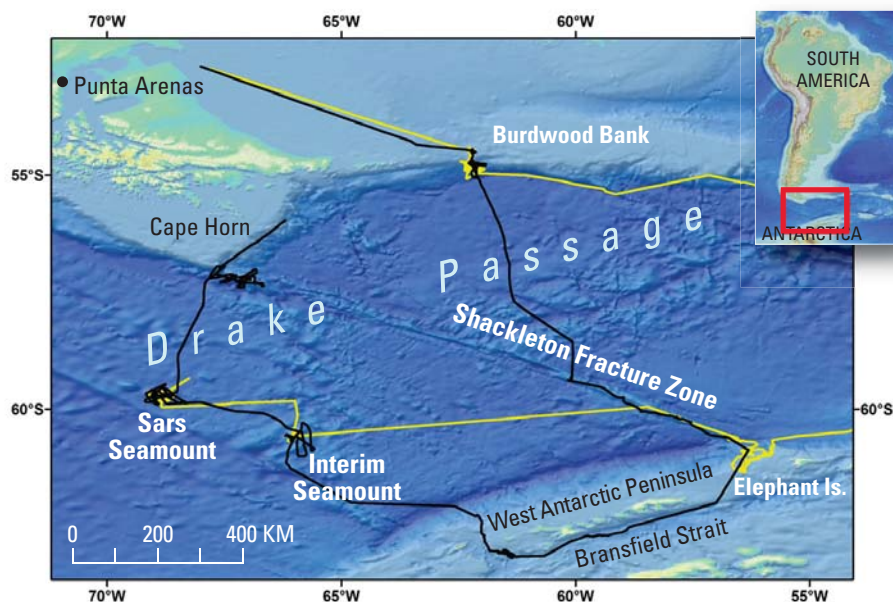 70°W 65°W 60°W
SOUTH
AMERICA
ANTARCTICA
Punta Arenas
Burdwood Bank
55°S
Cape Horn
Drake Passage
Shackleton Fracture Zone
60°S 60°S
Sars
Seamount
Interim
Seamount
West Antarctic Peninsula
Elephant Is.
Bransfield Strait
0 200 400 KM
70°W 65°W 60°W 55°W